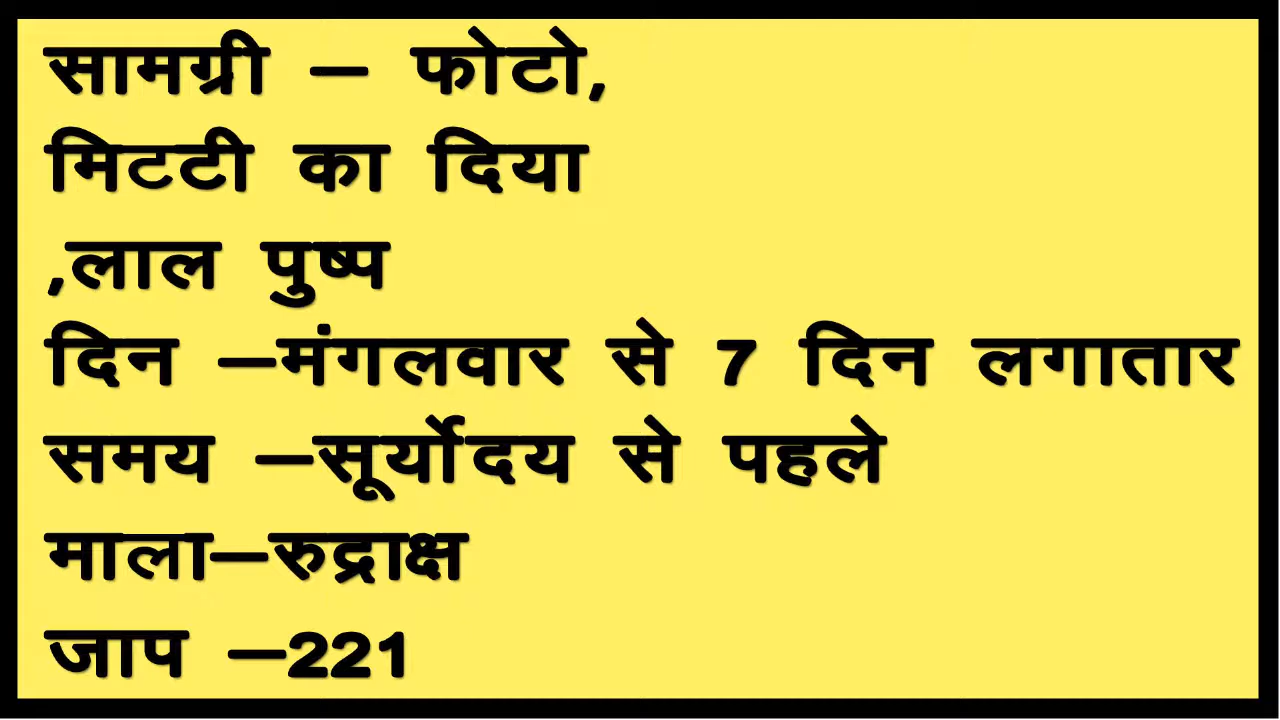 सामग्री – फोटो,
मिटटी का दिया
,लाल पुष्प
दिन –मंगलवार से 7 दिन लगातार
समय –सूर्योदय से पहले
माला–रुद्राक्ष
जाप –221